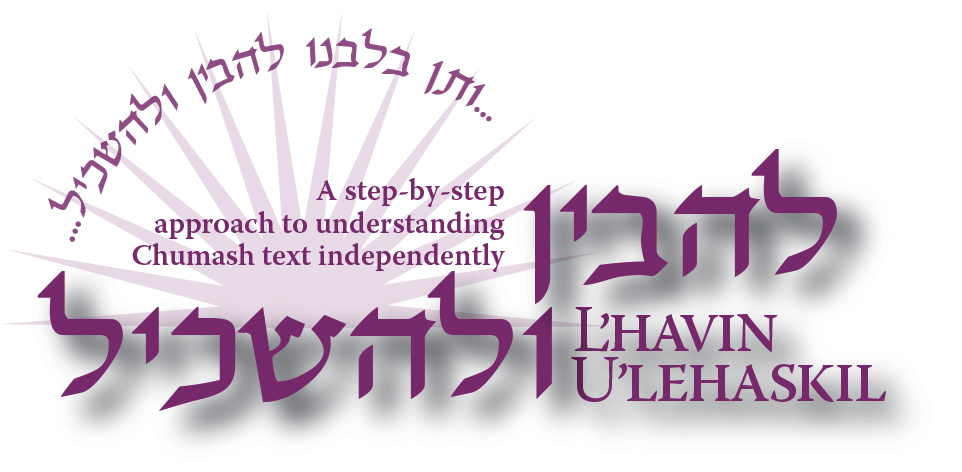 ...ותן בלבנו להבין ולהשכיל...
A step-by-step
approach to understanding
Chumash text independently
להבין
ולהשכיל
L'HAVIN
U'LEHASKIL